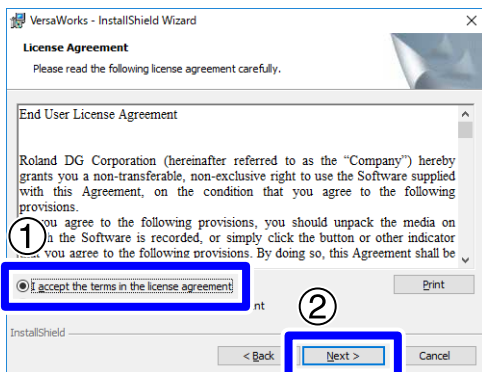 VersaWorks - InstallShield Wizard
License Agreement
Please read the following license agreement carefully.
End User License Agreement
Roland DG Corporation (hereinafter referred to as the “Company”) hereby
grants you a non-transferable, non-exclusive right to use the Software supplied
with this Agreement, on the condition that you agree to the following
provisions.
you agree to the following provisions, you should unpack the media on
the Software is recorded, or simply click the button or other indicator
you agree to the following provisions. By doing so, this Agreement shall be
1
I accept the terms in the license agreement
Print
nt
2
InstallShield
< Back
Next >
Cancel